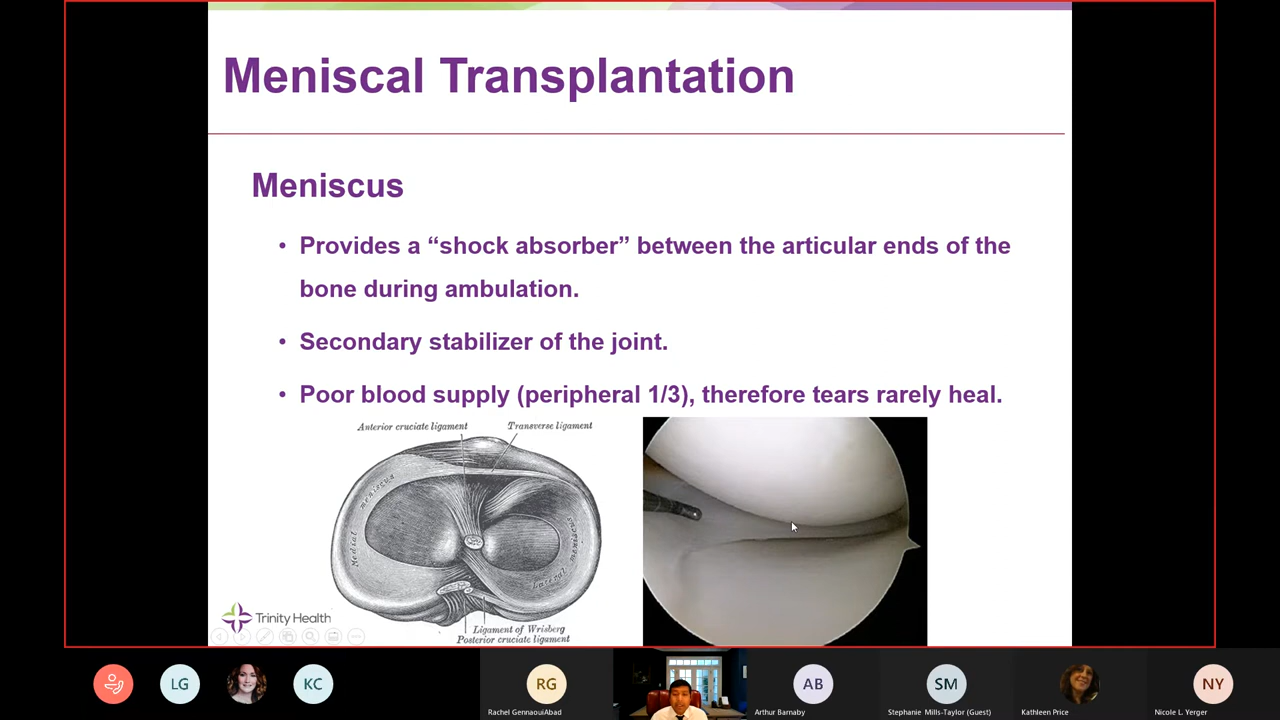 Meniscal Transplantation
Meniscus
• Provides a “shock absorber” between the articular ends of the
bone during ambulation.
• Secondary stabilizer of the joint.
• Poor blood supply (peripheral 1/3), therefore tears rarely heal.
Anterior cruciate ligament
Transverse ligament
Medial meniscus
Lateral meniscus
Ligament of Wrisberg
Posterior cruciate ligament
Trinity Health
LG
KC
RG
AB
SM
NY
Rachel GennaouiAbad
Arthur Barnaby
Stephanie Mills-Taylor (Guest)
Kathleen Price
Nicole L. Yerger